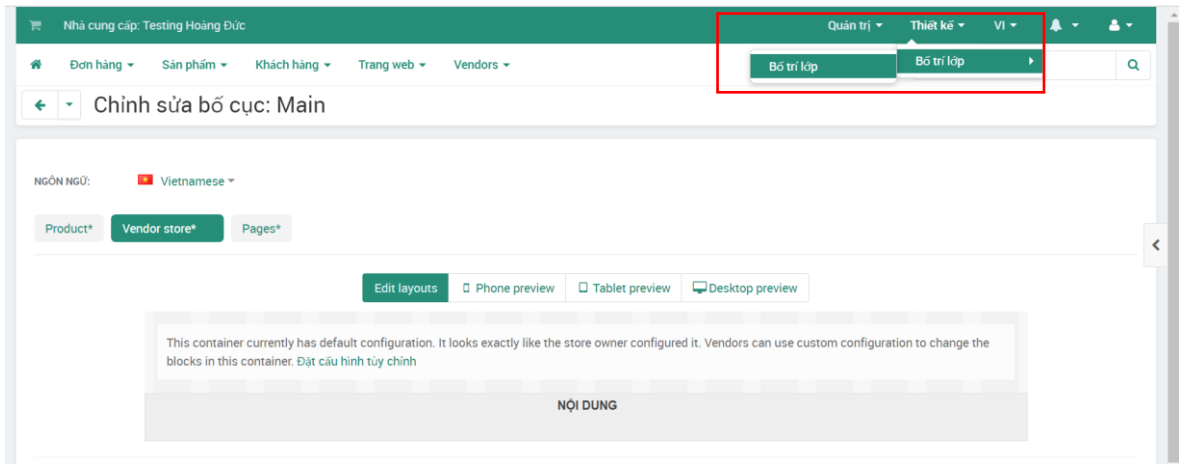 Nhà cung cấp: Testing Hoàng Đức
Quản trị
Thiết kế
VI
Đơn hàng
Sản phẩm
Khách hàng
Trang web
Vendors
Bố trí lớp
Bố trí lớp
Chỉnh sửa bố cục: Main
NGÔN NGỮ:
Vietnamese
Product*
Vendor store*
Pages*
Edit layouts
Phone preview
Tablet preview
Desktop preview
This container currently has default configuration. It looks exactly like the store owner configured it. Vendors can use custom configuration to change the
blocks in this container. Đặt cấu hình tùy chỉnh
NỘI DUNG